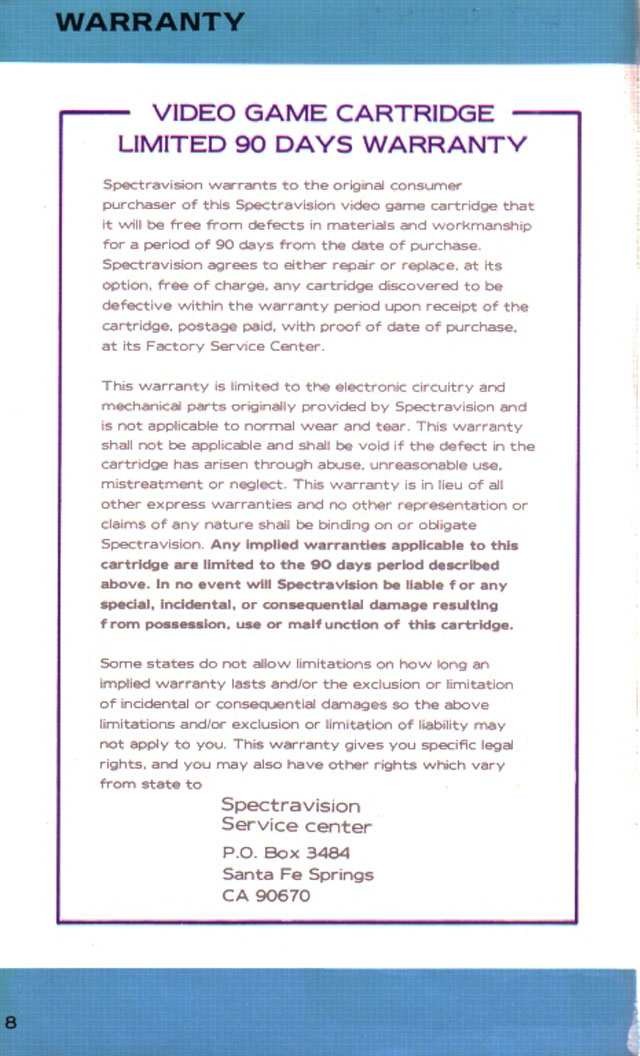 WARRANTY
VIDEO GAME CARTRIDGE
LIMITED 90 DAYS WARRANTY
Spectravision warrants to the original consumer
purchaser of this Spectravision video game cartridge that
it will be free from defects in materials and workmanship
for a period of 90 days from the date of purchase.
Spectravision agrees to either repair or replace, at its
option, free of charge, any cartridge discovered to be
defective within the warranty period upon receipt of the
cartridge, postage paid, with proof of date of purchase,
at its Factory Service Center.
This warranty is limited to the electronic circuitry and
mechanical parts originally provided by Spectravision and
is not applicable to normal wear and tear. This warranty
shall not be applicable and shall be void if the defect in the
cartridge has arisen through abuse, unreasonable use,
mistreatment or neglect. This warranty is in lieu of all
other express warranties and no other representation or
claims of any nature shall be binding on or obligate
Spectravision. Any implied warranties applicable to this
cartridge are limited to the 90 days period described
above. In no event will Spectravision be liable for any
special, incidental, or consequential damage resulting
from possession, use or malfunction of this cartridge.
Some states do not allow limitations on how long an
implied warranty lasts and/or the exclusion or limitation
of incidental or consequential damages so the above
limitations and/or exclusion or limitation of liability may
not apply to you. This warranty gives you specific legal
rights, and you may also have other rights which vary
from state to
Spectravision
Service center
P.O. Box 3484
Santa Fe Springs
CA 90670
8